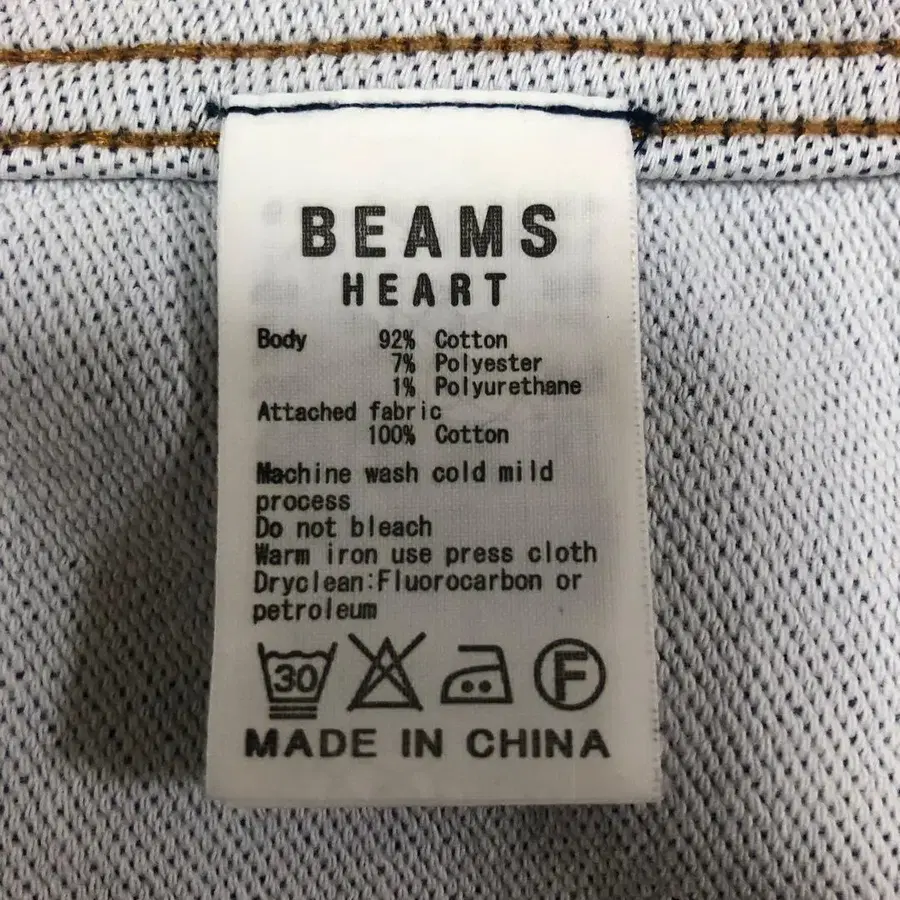 BEAMS
HEART
Body 92% Cotton
7% Polyester
1% Polyurethane
Attached fabric
100% Cotton
Machine wash cold mild
process
Do not bleach
Warm iron use press cloth
Dryclean:Fluorocarbon or
petroleum
30 F
MADE IN CHINA